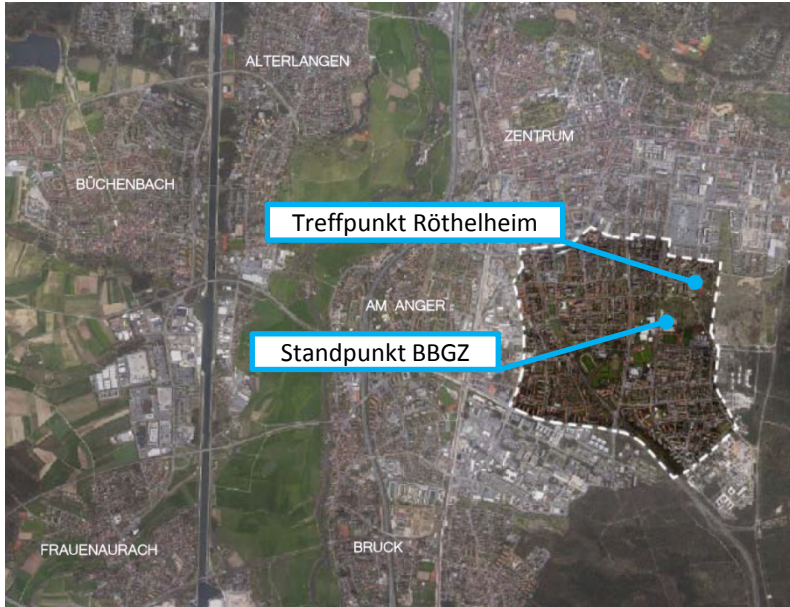 ALTERLANGEN
ZENTRUM
BÜCHENBACH
Treffpunkt Röthelheim
AM ANGER
Standpunkt BBGZ
FRAUENAURACH
BRUCK